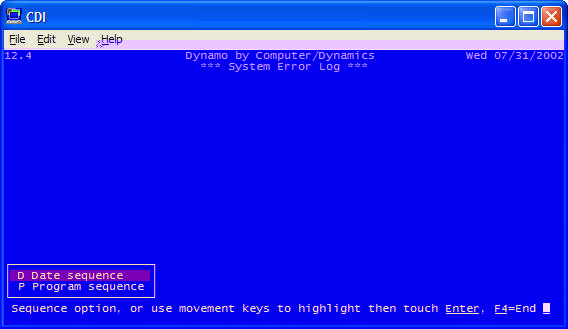 CDI
File Edit View Help
12.4 Dynamo by Computer/Dynamics Wed 07/31/2002
*** System Error Log ***
D Date sequence
P Program sequence
Sequence option, or use movement keys to highlight then touch Enter, F4=End